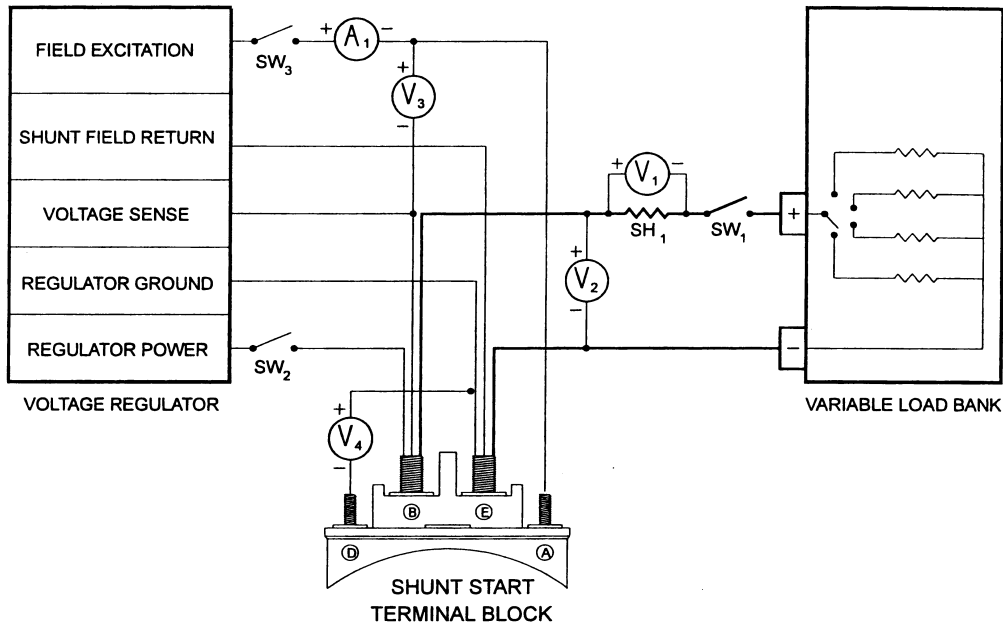 FIELD EXCITATION
SHUNT FIELD RETURN
VOLTAGE SENSE
REGULATOR GROUND
REGULATOR POWER
VOLTAGE REGULATOR
SW₃
+ A₁ −
+
V₃
−
+ V₁ −
SH₁
SW₁
+
V₂
−
+
−
VARIABLE LOAD BANK
SW₂
+
V₄
−
B
E
D
A
SHUNT START
TERMINAL BLOCK